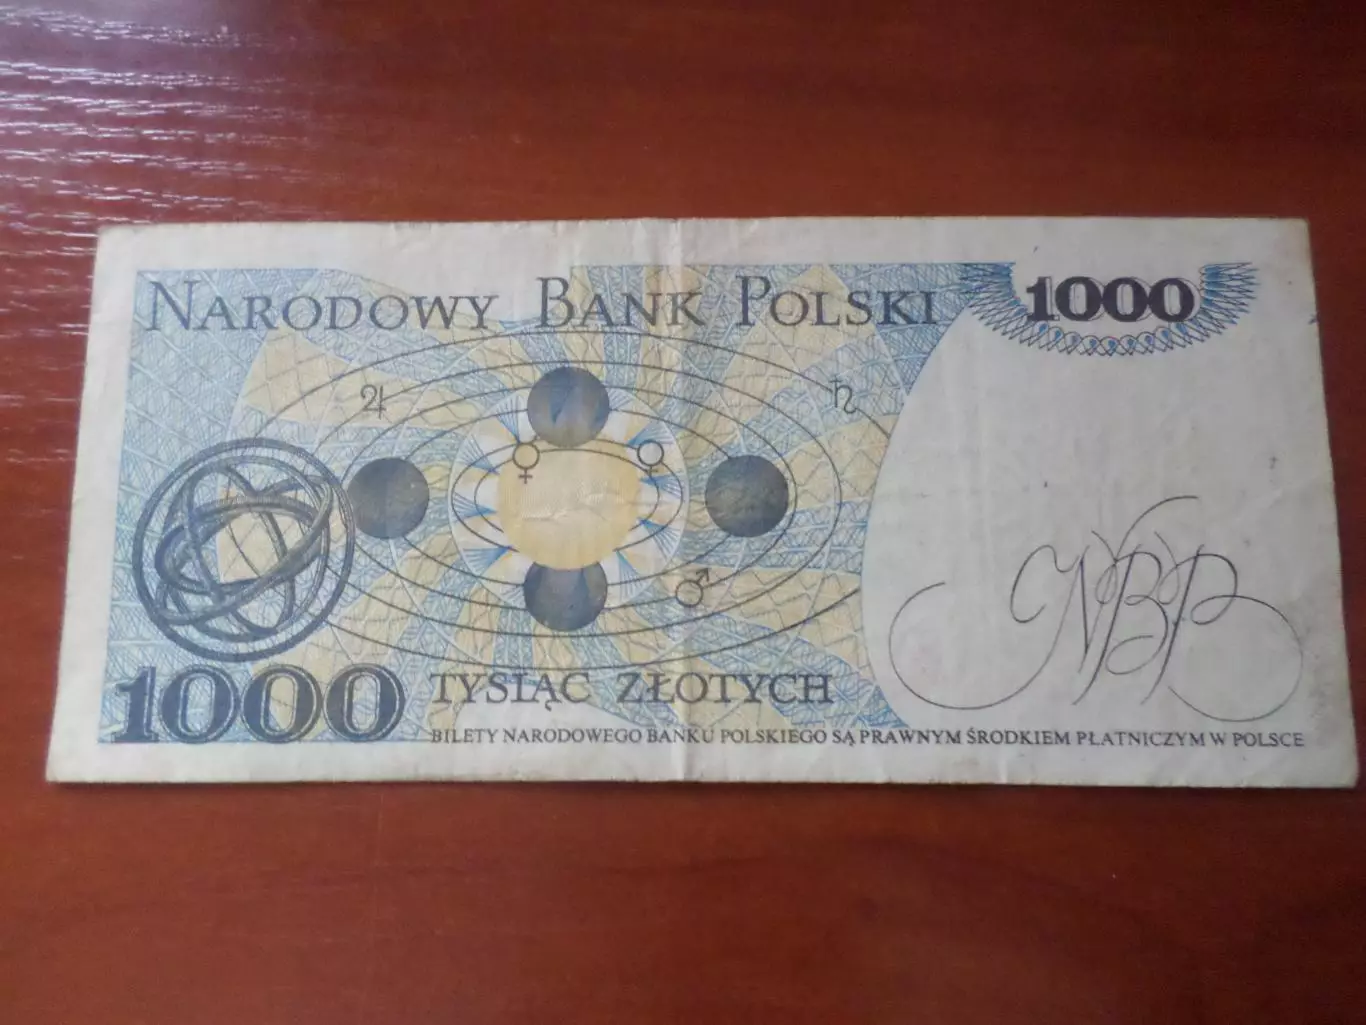 NARODOWY BANK POLSKI 1000
♃ ♄
☿ ♀
♂
NBP
1000 TYSIĄC ZŁOTYCH
BILETY NARODOWEGO BANKU POLSKIEGO SĄ PRAWNYM ŚRODKIEM PŁATNICZYM W POLSCE